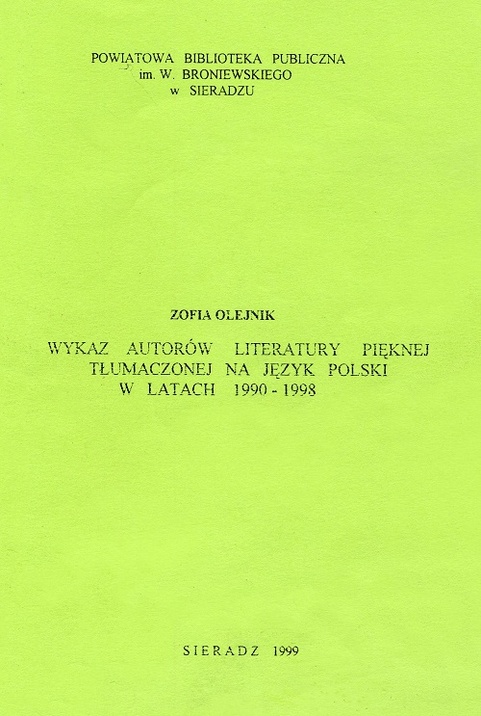 POWIATOWA BIBLIOTEKA PUBLICZNA
im. W. BRONIEWSKIEGO
w SIERADZU
ZOFIA OLEJNIK
WYKAZ AUTORÓW LITERATURY PIĘKNEJ
TŁUMACZONEJ NA JĘZYK POLSKI
W LATACH 1990 - 1998
SIERADZ 1999